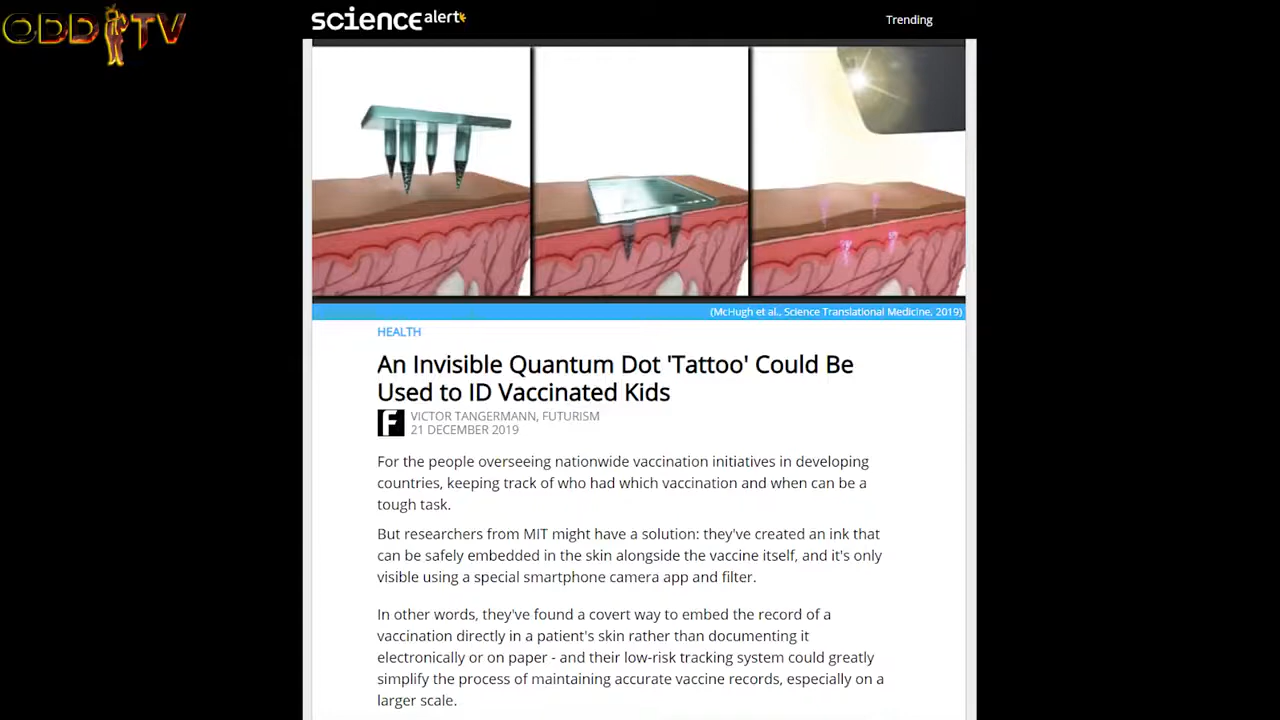 ODD TV
science alert
Trending
(McHugh et al., Science Translational Medicine, 2019)
HEALTH
An Invisible Quantum Dot 'Tattoo' Could Be
Used to ID Vaccinated Kids
F
VICTOR TANGERMANN, FUTURISM
21 DECEMBER 2019
For the people overseeing nationwide vaccination initiatives in developing
countries, keeping track of who had which vaccination and when can be a
tough task.
But researchers from MIT might have a solution: they've created an ink that
can be safely embedded in the skin alongside the vaccine itself, and it's only
visible using a special smartphone camera app and filter.
In other words, they've found a covert way to embed the record of a
vaccination directly in a patient's skin rather than documenting it
electronically or on paper - and their low-risk tracking system could greatly
simplify the process of maintaining accurate vaccine records, especially on a
larger scale.